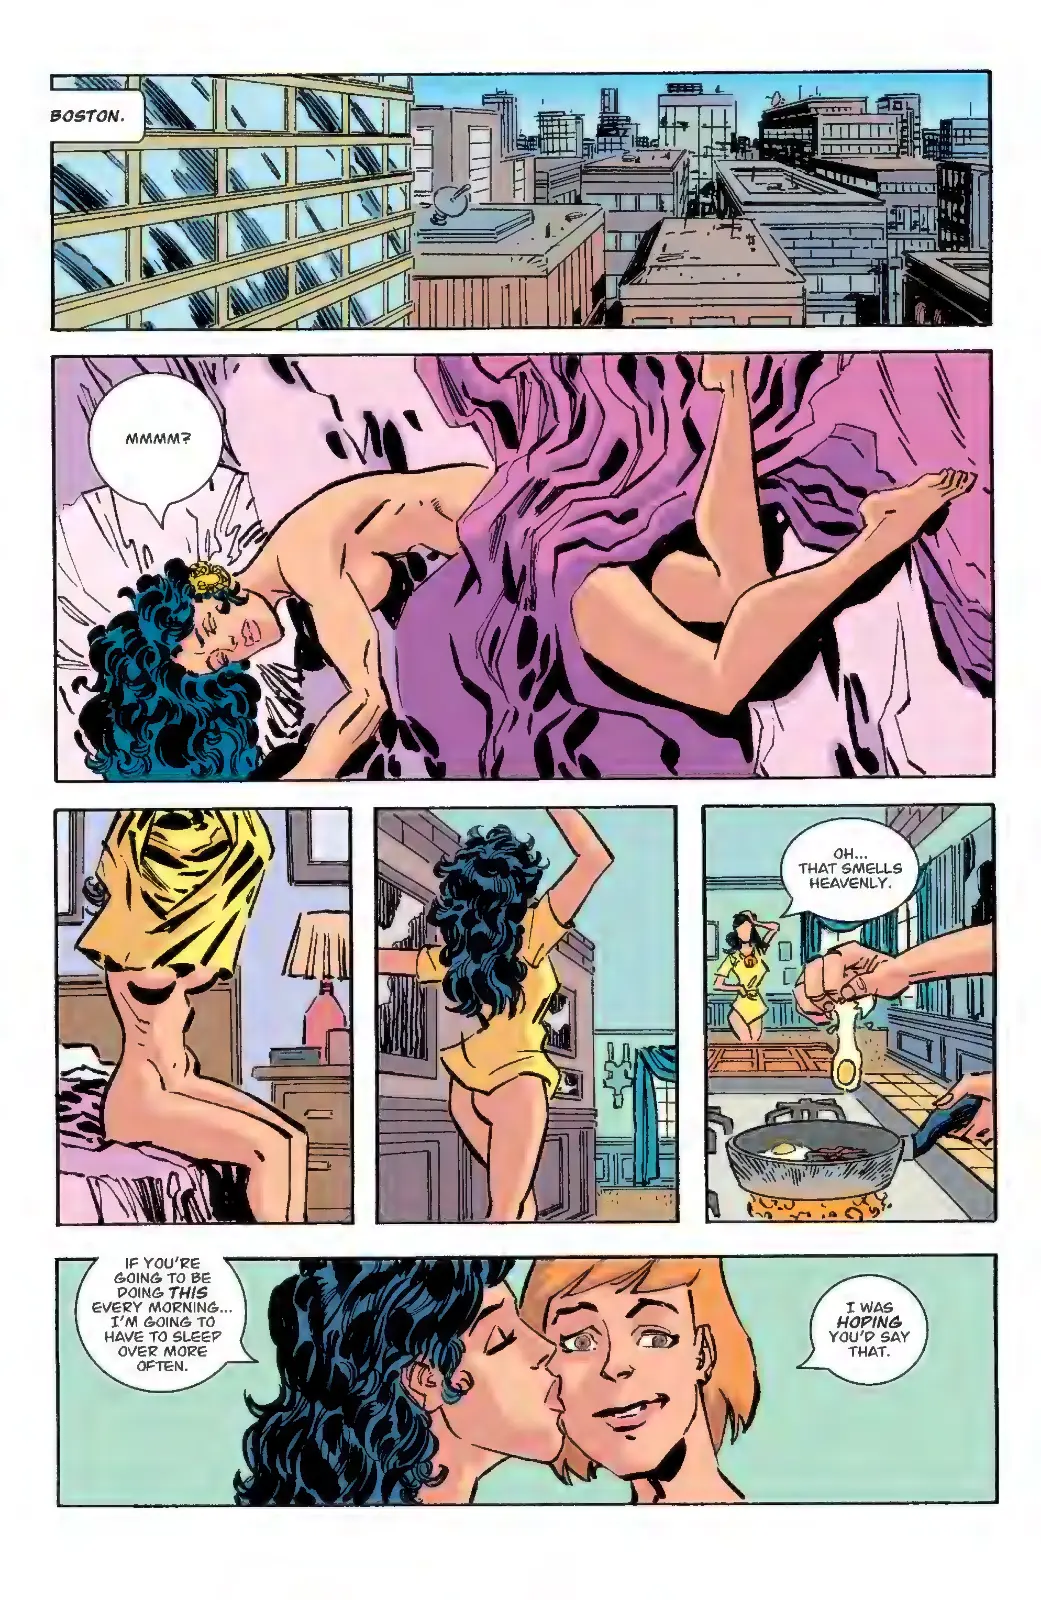 BOSTON.
MMMM?
OH...
THAT SMELLS
HEAVENLY.
IF YOU'RE
GOING TO BE
DOING THIS
EVERY MORNING...
I'M GOING TO
HAVE TO SLEEP
OVER MORE
OFTEN.
I WAS
HOPING
YOU'D SAY
THAT.